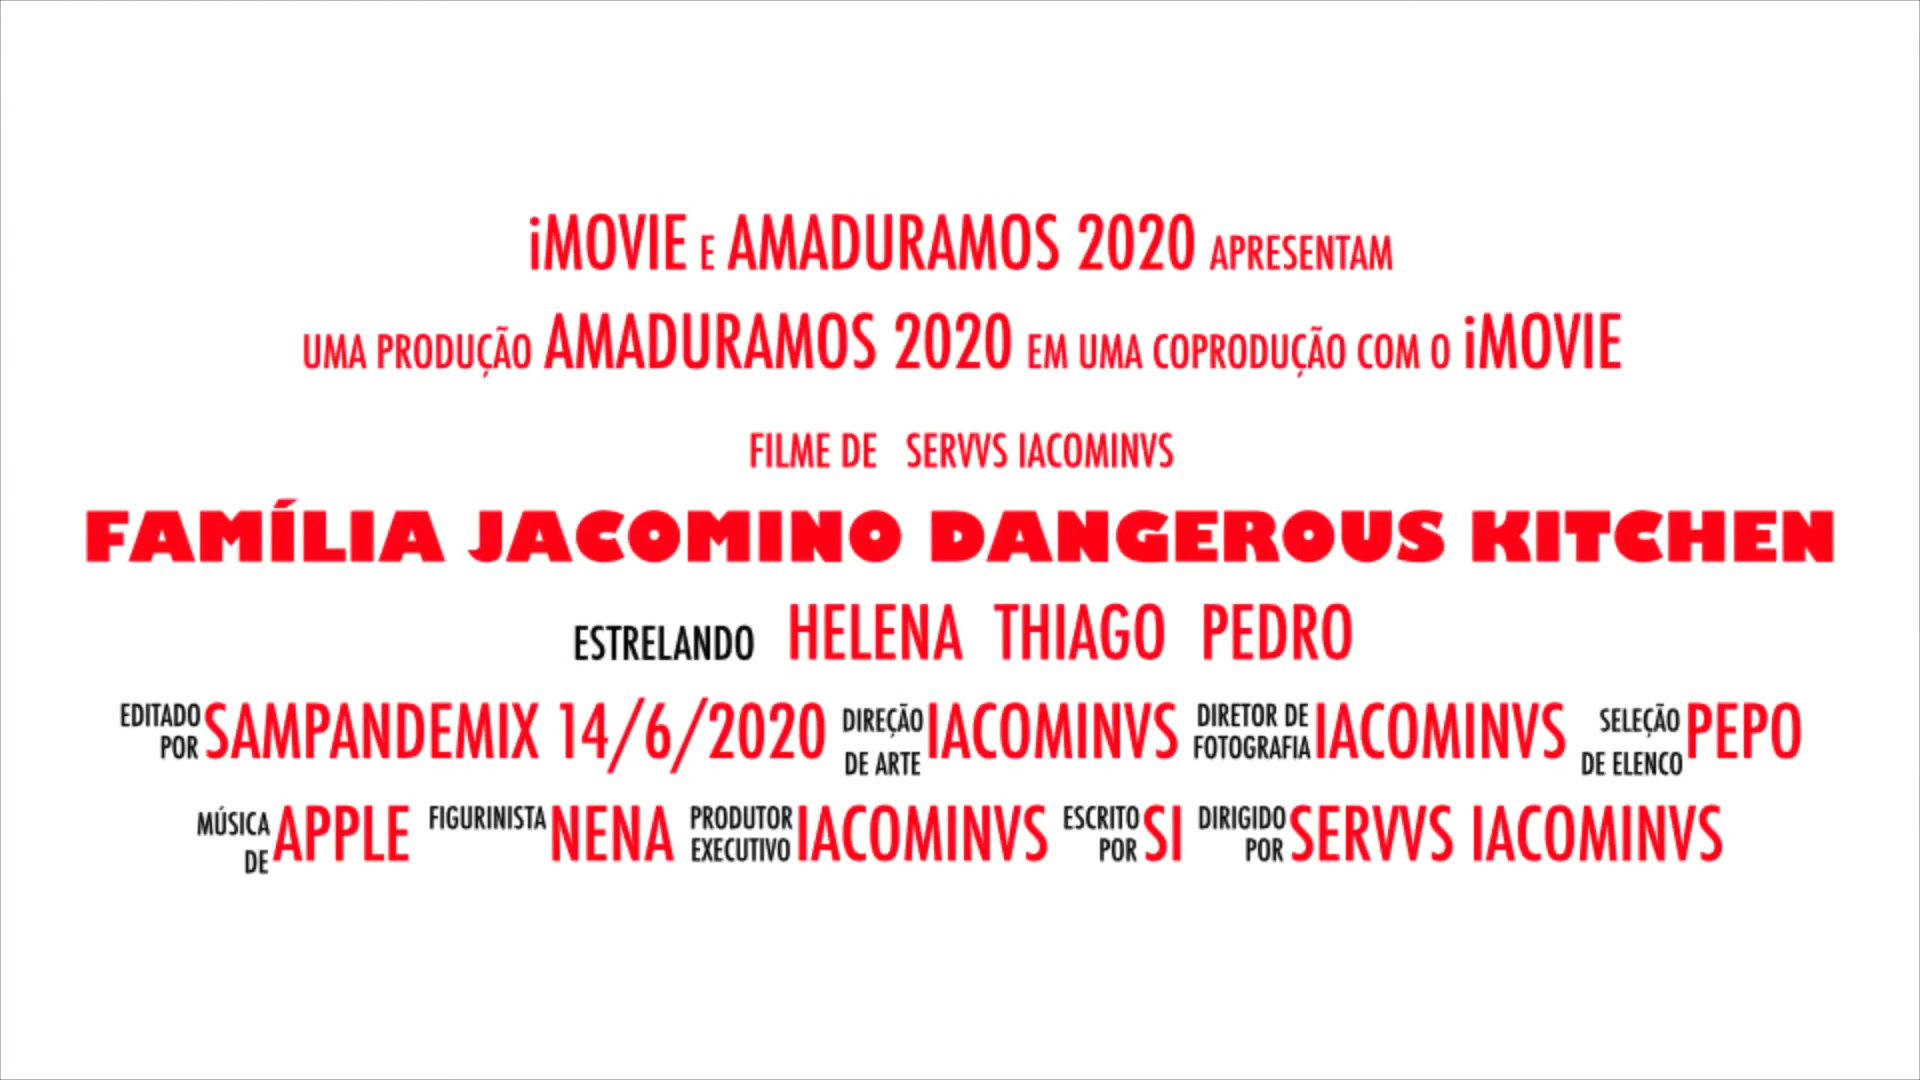 iMOVIE E AMADURAMOS 2020 APRESENTAM
UMA PRODUÇÃO AMADURAMOS 2020 EM UMA COPRODUÇÃO COM O iMOVIE
FILME DE SERVVS IACOMINVS
FAMÍLIA JACOMINO DANGEROUS KITCHEN
ESTRELANDO HELENA THIAGO PEDRO
EDITADO POR SAMPANDEMIX 14/6/2020 DIREÇÃO DE ARTE IACOMINVS DIRETOR DE FOTOGRAFIA IACOMINVS SELEÇÃO DE ELENCO PEPO
MÚSICA DE APPLE FIGURINISTA NENA PRODUTOR EXECUTIVO IACOMINVS ESCRITO POR SI DIRIGIDO POR SERVVS IACOMINVS